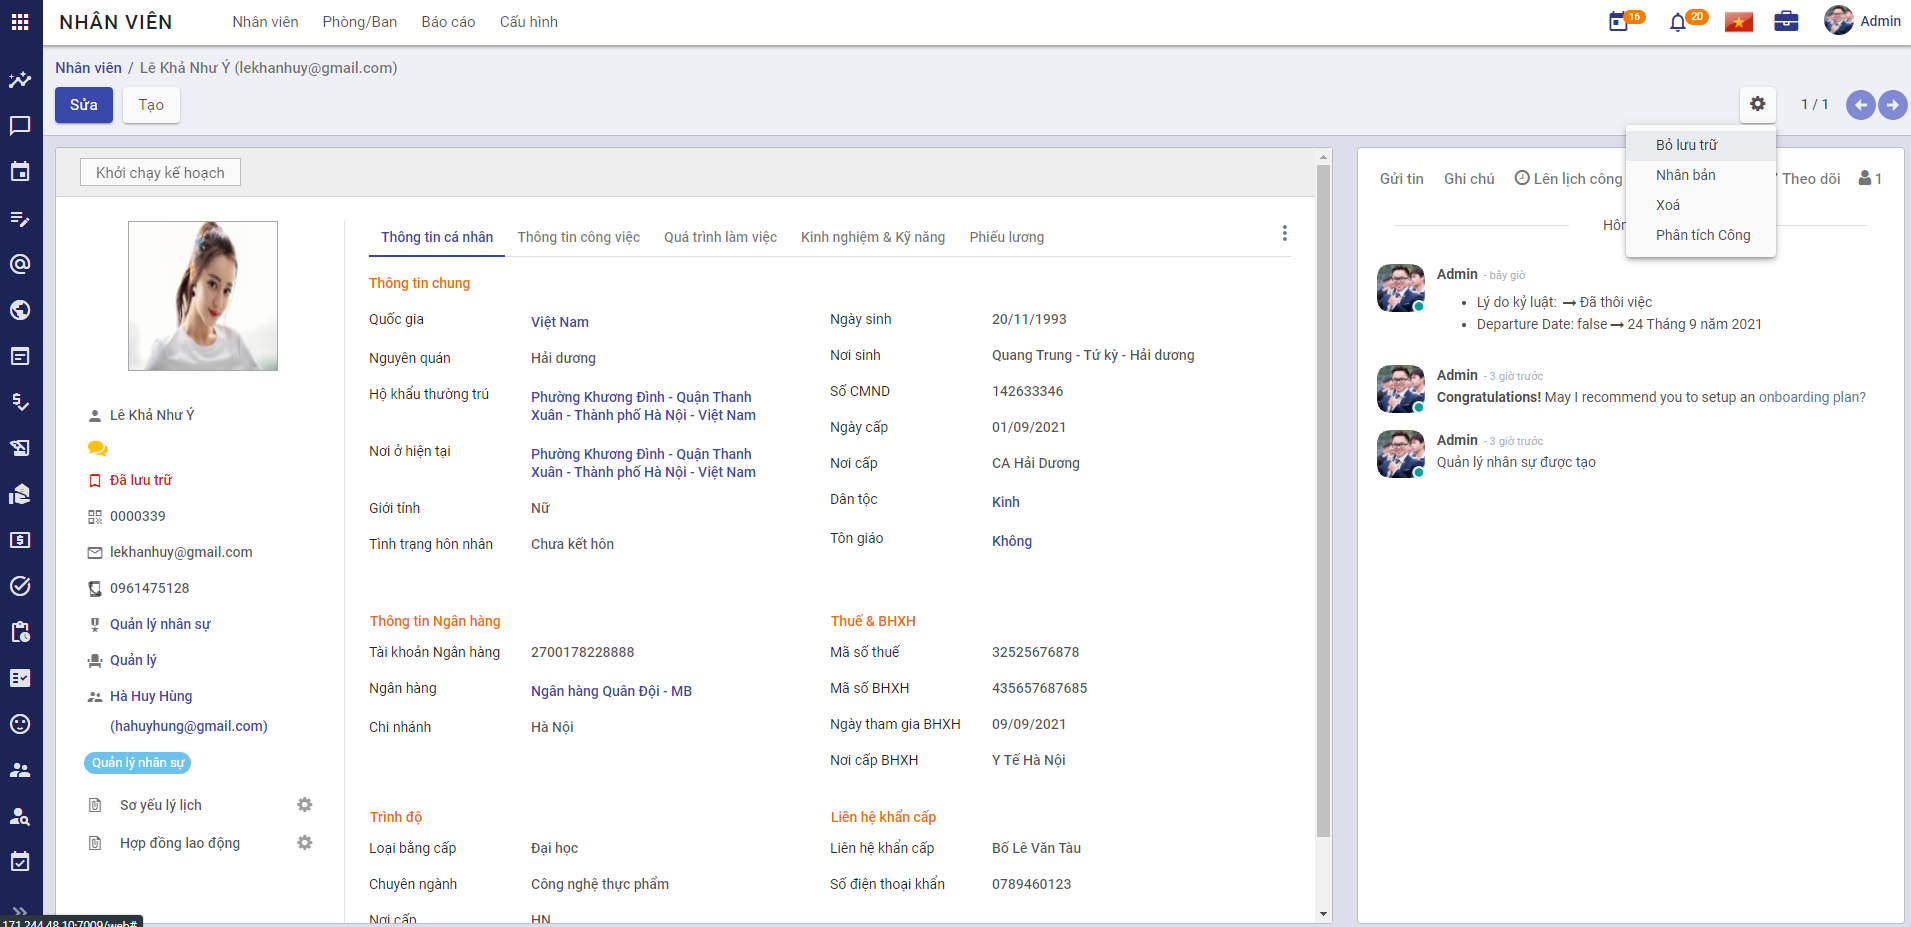 NHÂN VIÊN
Nhân viên Phòng/Ban Báo cáo Cấu hình
16 20 Admin
Nhân viên / Lê Khả Như Ý (lekhanhuy@gmail.com)
Sửa Tạo
1 / 1
Bỏ lưu trữ
Nhân bản
Xoá
Phân tích Công
Khởi chạy kế hoạch
Lê Khả Như Ý
Đã lưu trữ
0000339
lekhanhuy@gmail.com
0961475128
Quản lý nhân sự
Quản lý
Hà Huy Hùng
(hahuyhung@gmail.com)
Quản lý nhân sự
Sơ yếu lý lịch
Hợp đồng lao động
Thông tin cá nhân Thông tin công việc Quá trình làm việc Kinh nghiệm & Kỹ năng Phiếu lương
Thông tin chung
Quốc gia Việt Nam
Nguyên quán Hải dương
Hộ khẩu thường trú Phường Khương Đình - Quận Thanh
Xuân - Thành phố Hà Nội - Việt Nam
Nơi ở hiện tại Phường Khương Đình - Quận Thanh
Xuân - Thành phố Hà Nội - Việt Nam
Giới tính Nữ
Tình trạng hôn nhân Chưa kết hôn
Ngày sinh 20/11/1993
Nơi sinh Quang Trung - Tứ kỳ - Hải dương
Số CMND 142633346
Ngày cấp 01/09/2021
Nơi cấp CA Hải Dương
Dân tộc Kinh
Tôn giáo Không
Thông tin Ngân hàng
Tài khoản Ngân hàng 2700178228888
Ngân hàng Ngân hàng Quân Đội - MB
Chi nhánh Hà Nội
Thuế & BHXH
Mã số thuế 32525676878
Mã số BHXH 435657687685
Ngày tham gia BHXH 09/09/2021
Nơi cấp BHXH Y Tế Hà Nội
Trình độ
Loại bằng cấp Đại học
Chuyên ngành Công nghệ thực phẩm
Nơi cấp HN
Liên hệ khẩn cấp
Liên hệ khẩn cấp Bố Lê Văn Tàu
Số điện thoại khẩn 0789460123
Gửi tin Ghi chú Lên lịch công Theo dõi 1
Admin - bây giờ
• Lý do kỷ luật: → Đã thôi việc
• Departure Date: false → 24 Tháng 9 năm 2021
Admin - 3 giờ trước
Congratulations! May I recommend you to setup an onboarding plan?
Admin - 3 giờ trước
Quản lý nhân sự được tạo
171.244.48.10:7009/web#